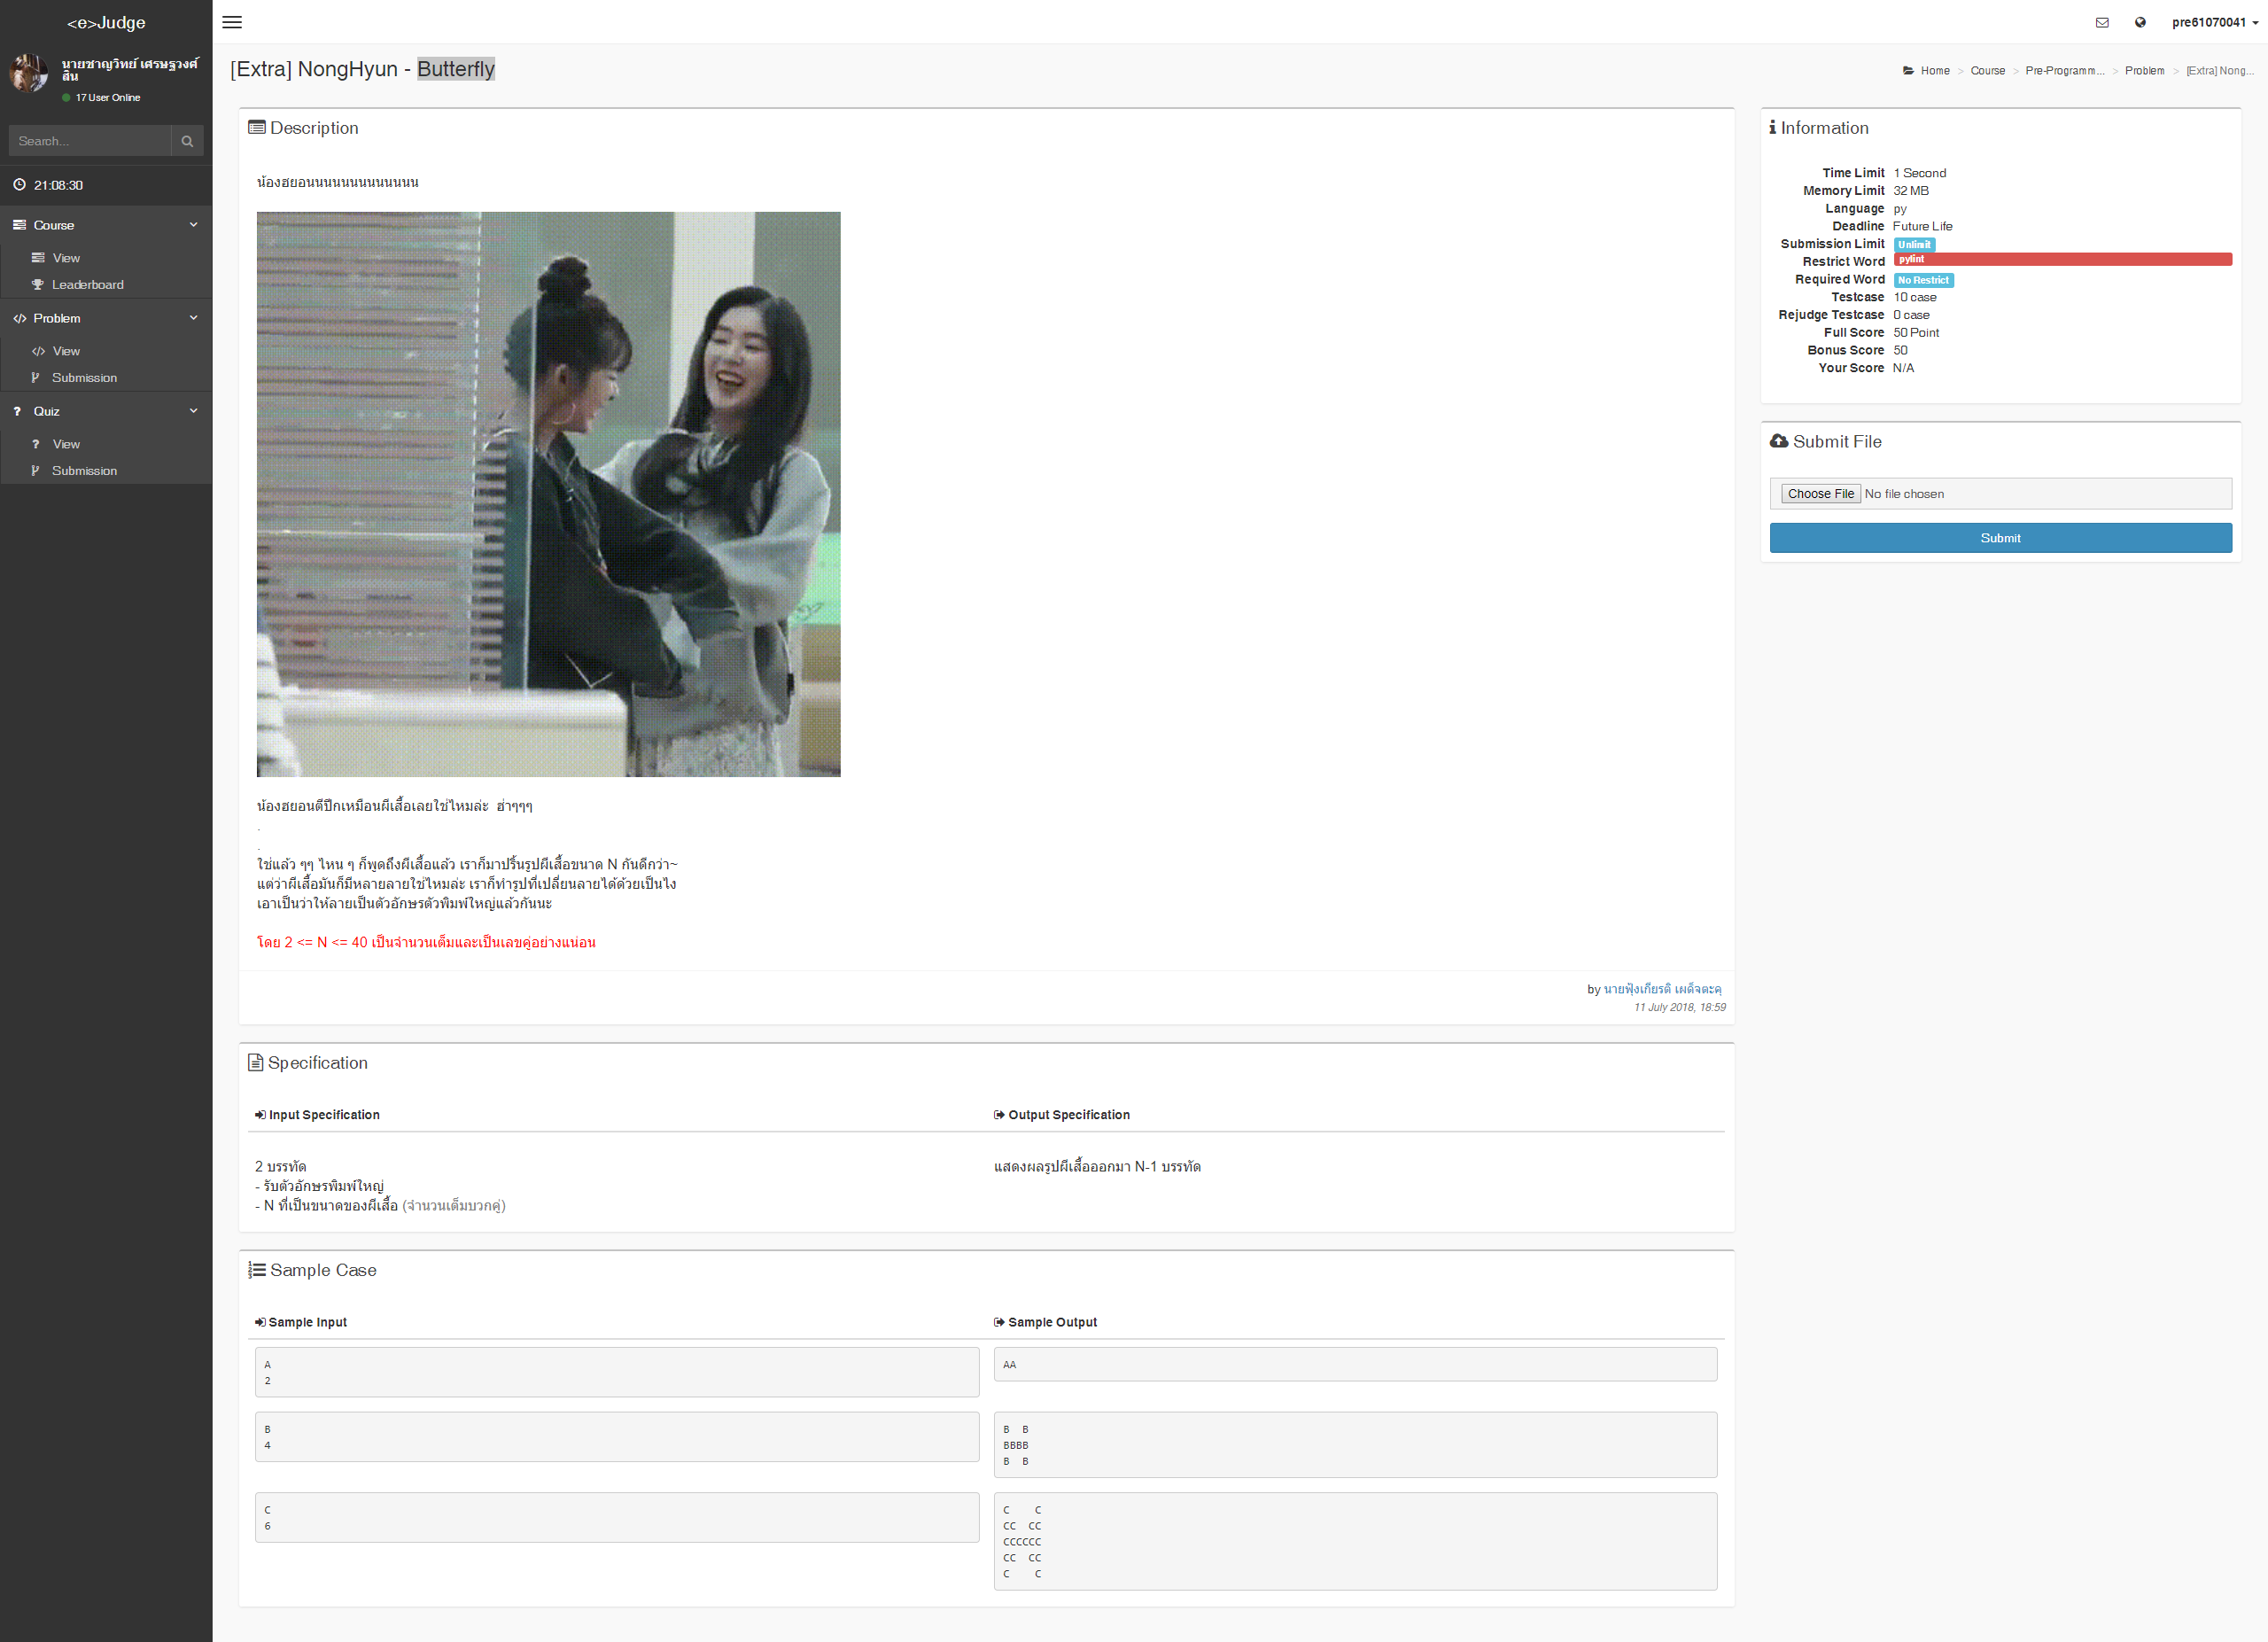 <e>Judge
นายชาญวิทย์ เศรษฐวงศ์
สิน
17 User Online
Search...
21:08:30
Course
View
Leaderboard
Problem
View
Submission
Quiz
View
Submission
pre61070041
[Extra] NongHyun - Butterfly
Home > Course > Pre-Programm... > Problem > [Extra] Nong...
Description
น้องฮยอนนนนนนนนนนนนน
น้องฮยอนตีปีกเหมือนผีเสื้อเลยใช่ไหมล่ะ ฮ่าๆๆๆ
.
.
ใช่แล้ว ๆๆ ไหน ๆ ก็พูดถึงผีเสื้อแล้ว เราก็มาปริ้นรูปผีเสื้อขนาด N กันดีกว่า~
แต่ว่าผีเสื้อมันก็มีหลายลายใช่ไหมล่ะ เราก็ทำรูปที่เปลี่ยนลายได้ด้วยเป็นไง
เอาเป็นว่าให้ลายเป็นตัวอักษรตัวพิมพ์ใหญ่แล้วกันนะ
โดย 2 <= N <= 40 เป็นจำนวนเต็มและเป็นเลขคู่อย่างแน่อน
by นายฟุ้งเกียรติ เผด็จตะคุ
11 July 2018, 18:59
Specification
Input Specification
2 บรรทัด
- รับตัวอักษรพิมพ์ใหญ่
- N ที่เป็นขนาดของผีเสื้อ (จำนวนเต็มบวกคู่)
Output Specification
แสดงผลรูปผีเสื้อออกมา N-1 บรรทัด
Sample Case
Sample Input
Sample Output
A
2
AA
B
4
B  B
BBBB
B  B
C
6
C    C
CC  CC
CCCCCC
CC  CC
C    C
Information
Time Limit 1 Second
Memory Limit 32 MB
Language py
Deadline Future Life
Submission Limit Unlimit
Restrict Word pylint
Required Word No Restrict
Testcase 10 case
Rejudge Testcase 0 case
Full Score 50 Point
Bonus Score 50
Your Score N/A
Submit File
Choose File No file chosen
Submit